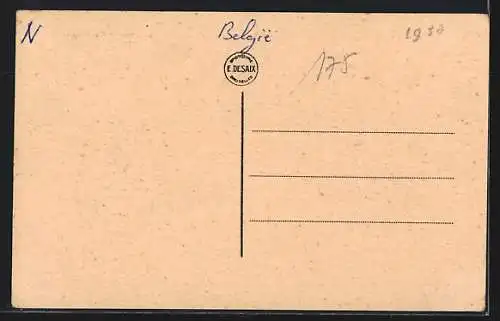 N
België
1938
E. DESAIX
175